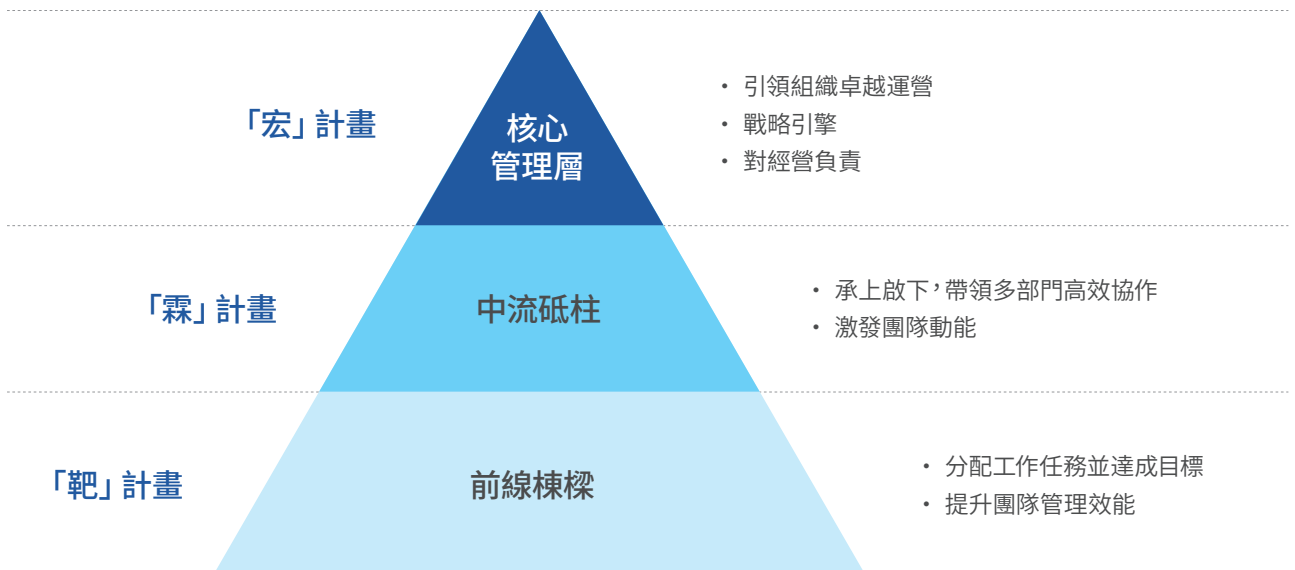 「宏」計畫
核心
管理層
• 引領組織卓越運營
• 戰略引擎
• 對經營負責
「霖」計畫
中流砥柱
• 承上啟下，帶領多部門高效協作
• 激發團隊動能
「靶」計畫
前線棟樑
• 分配工作任務並達成目標
• 提升團隊管理效能